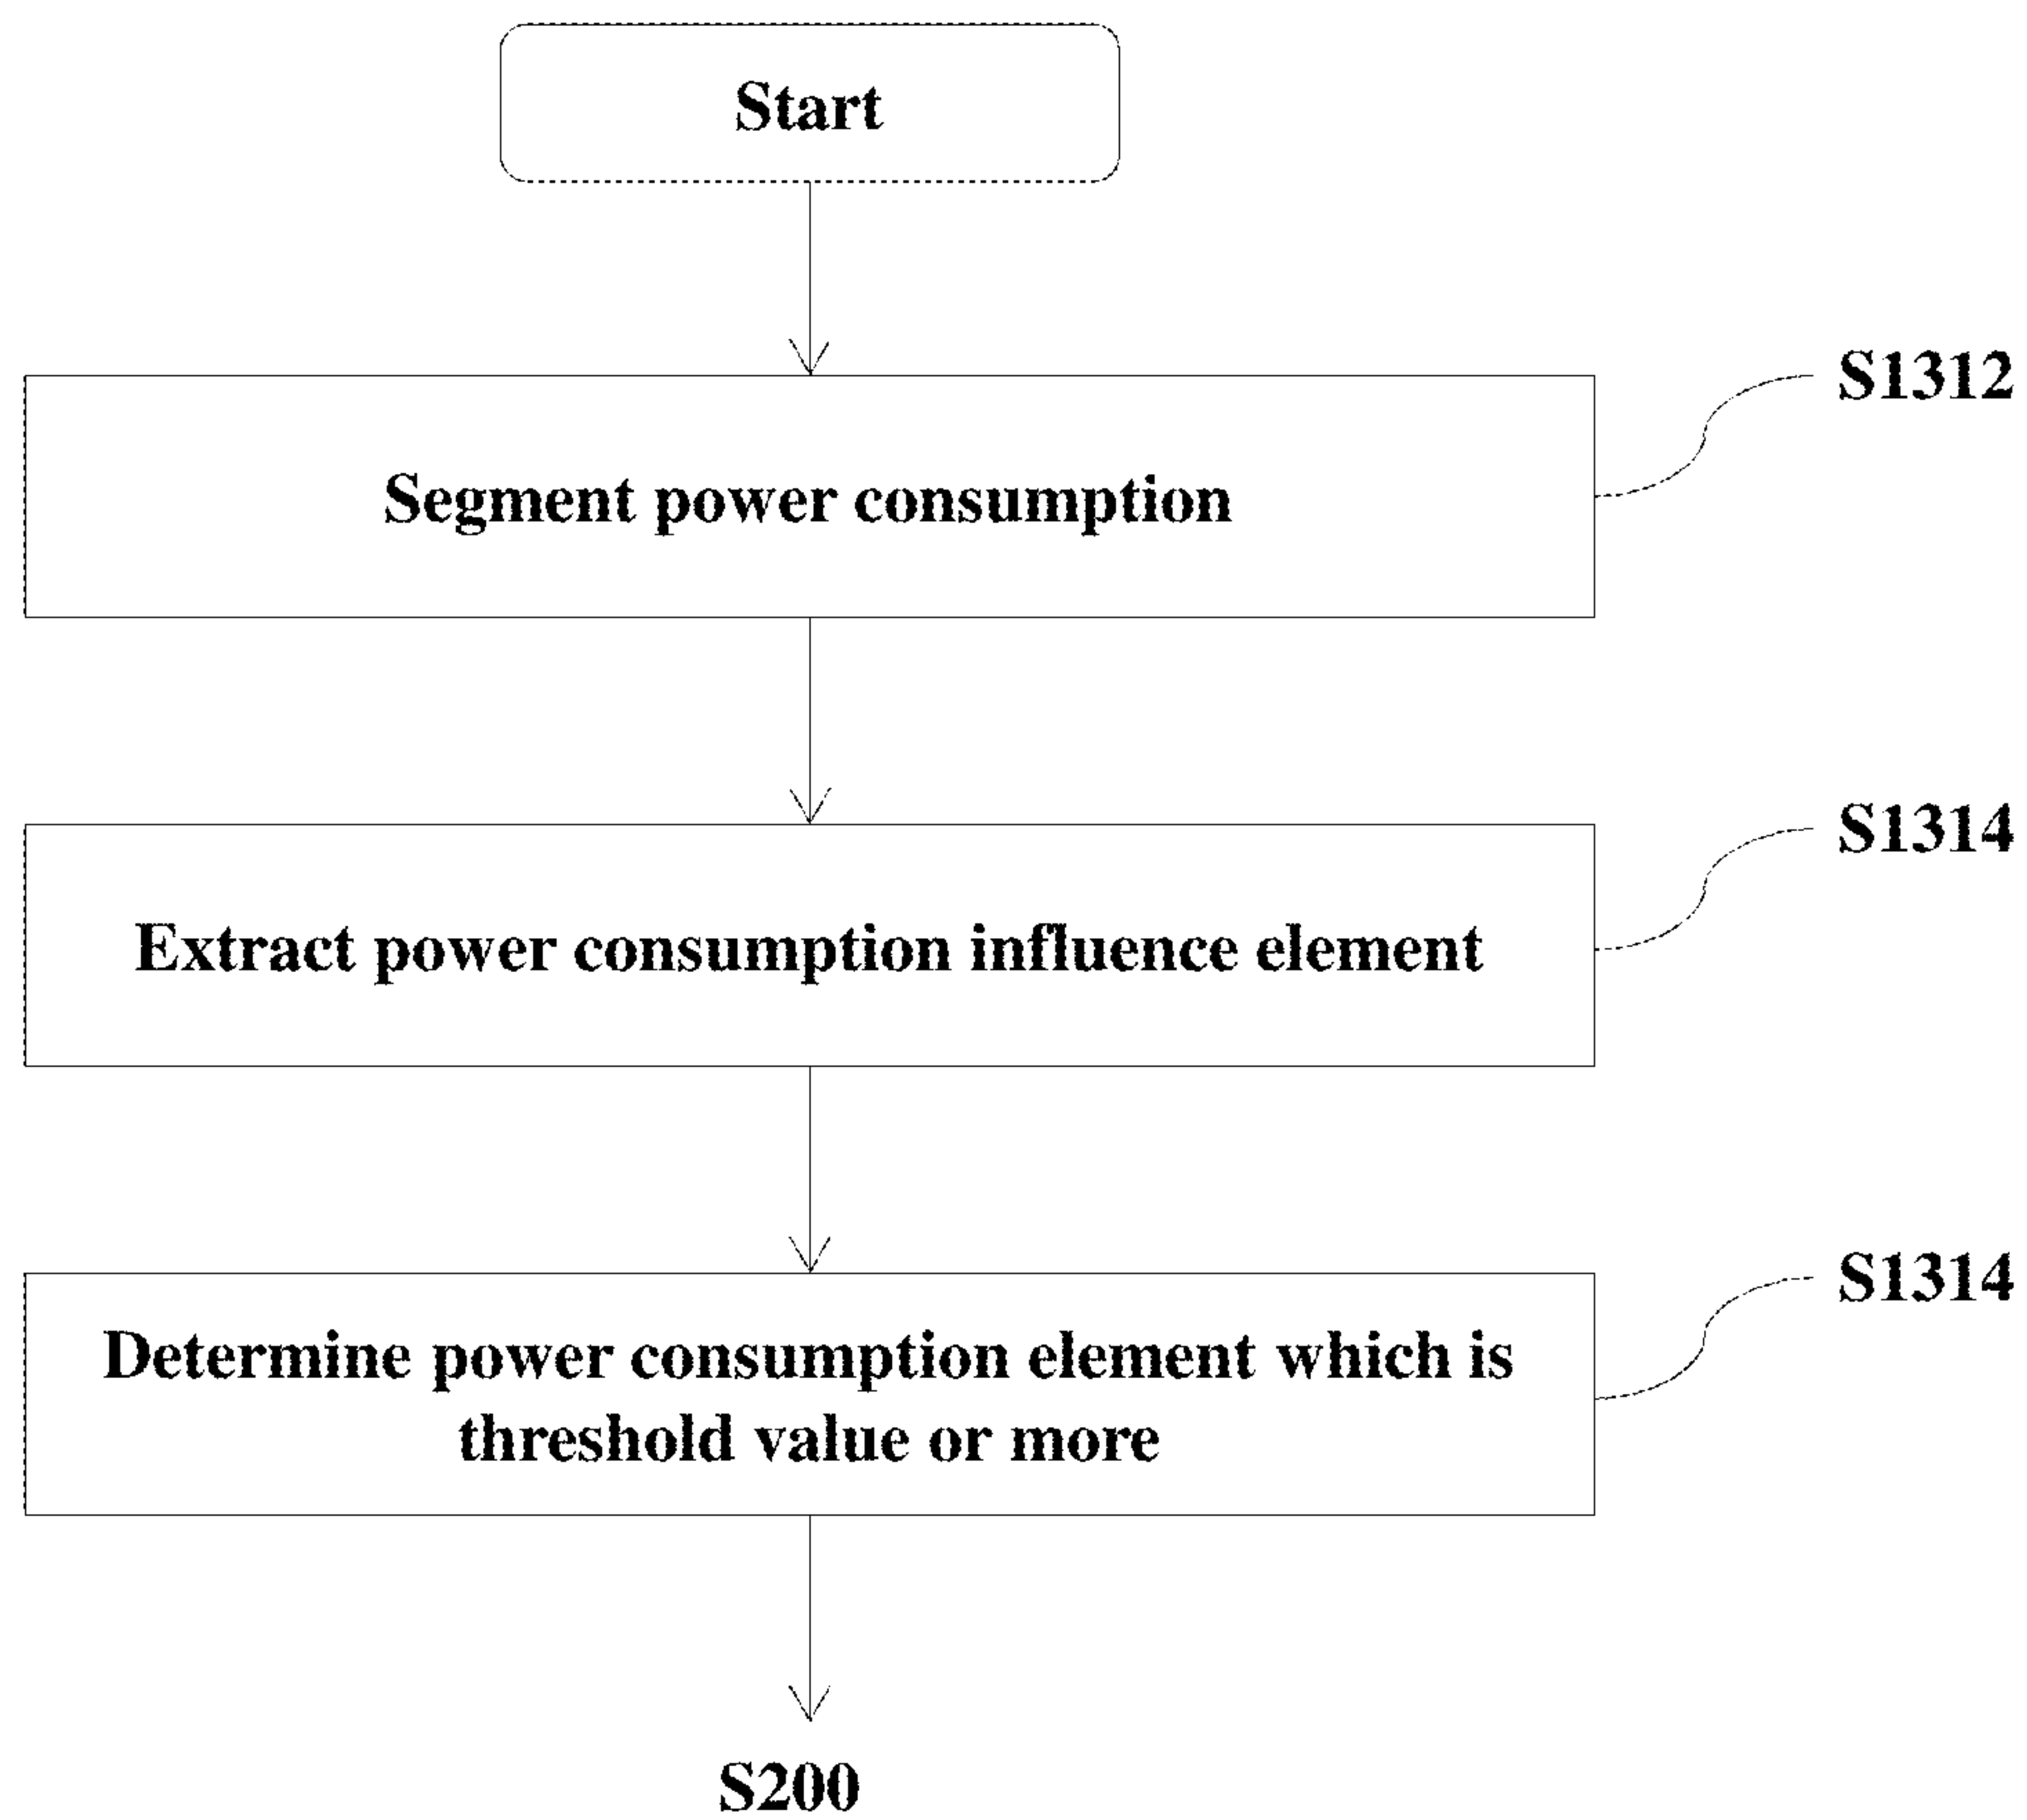 Start
S1312
Segment power consumption
S1314
Extract power consumption influence element
S1314
Determine power consumption element which is
threshold value or more
S200